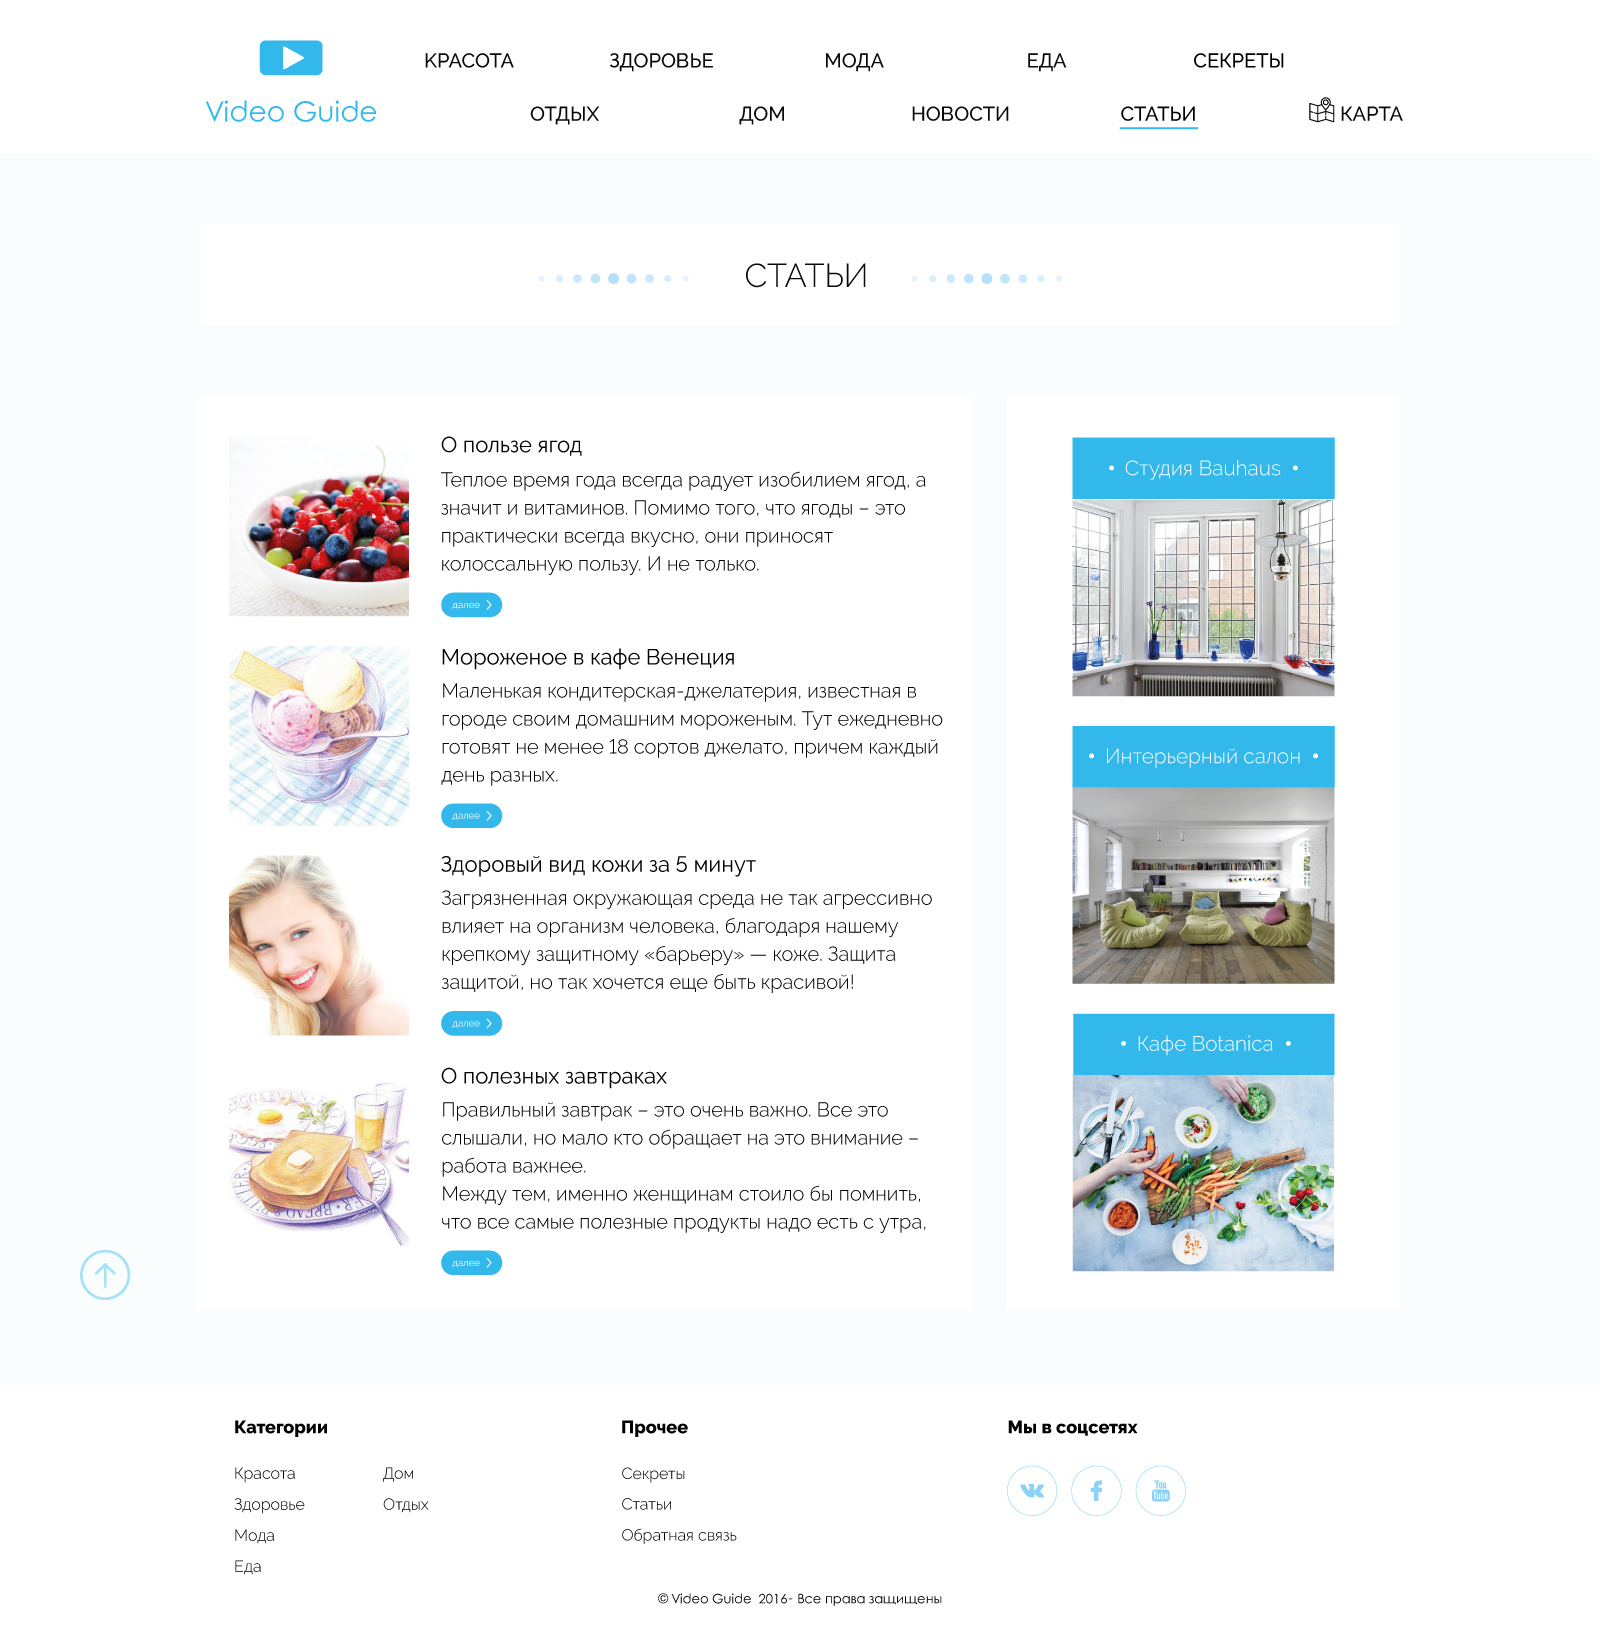 КРАСОТА
ЗДОРОВЬЕ
МОДА
ЕДА
СЕКРЕТЫ
Video Guide
ОТДЫХ
ДОМ
НОВОСТИ
СТАТЬИ
КАРТА
СТАТЬИ
О пользе ягод
Теплое время года всегда радует изобилием ягод, а
значит и витаминов. Помимо того, что ягоды – это
практически всегда вкусно, они приносят
колоссальную пользу. И не только.
далее
Мороженое в кафе Венеция
Маленькая кондитерская-джелатерия, известная в
городе своим домашним мороженым. Тут ежедневно
готовят не менее 18 сортов джелато, причем каждый
день разных.
далее
Здоровый вид кожи за 5 минут
Загрязненная окружающая среда не так агрессивно
влияет на организм человека, благодаря нашему
крепкому защитному «барьеру» — коже. Защита
защитой, но так хочется еще быть красивой!
далее
О полезных завтраках
Правильный завтрак – это очень важно. Все это
слышали, но мало кто обращает на это внимание –
работа важнее.
Между тем, именно женщинам стоило бы помнить,
что все самые полезные продукты надо есть с утра,
далее
• Студия Bauhaus •
• Интерьерный салон •
• Кафе Botanica •
Категории
Красота
Здоровье
Мода
Еда
Дом
Отдых
Прочее
Секреты
Статьи
Обратная связь
Мы в соцсетях
You
Tube
© Video Guide 2016- Все права защищены